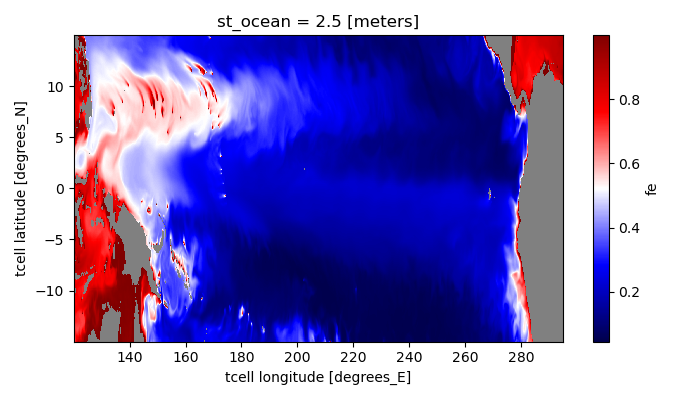 st_ocean = 2.5 [meters]
10
5
0
−5
−10
tcell latitude [degrees_N]
140 160 180 200 220 240 260 280
tcell longitude [degrees_E]
0.8
0.6
0.4
0.2
fe